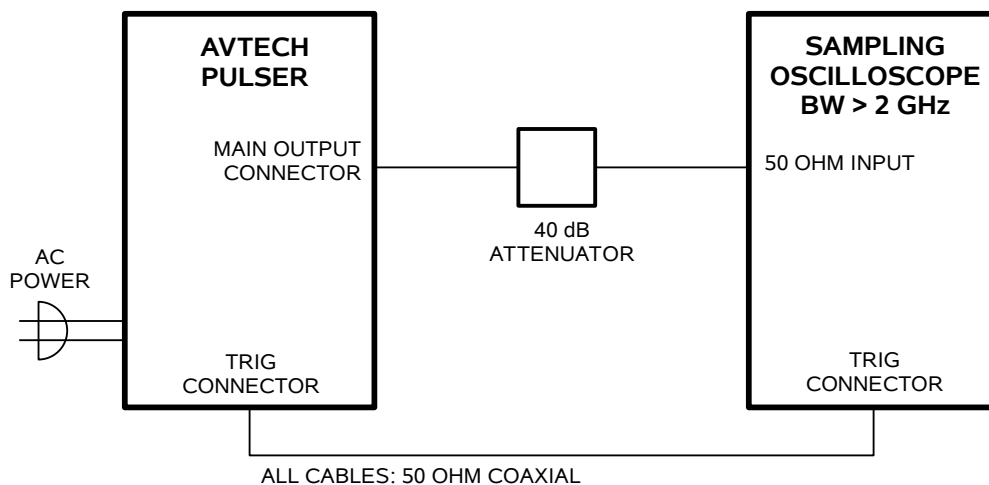 AVTECH
PULSER
SAMPLING
OSCILLOSCOPE
BW > 2 GHz
MAIN OUTPUT
CONNECTOR
50 OHM INPUT
40 dB
ATTENUATOR
AC
POWER
TRIG
CONNECTOR
TRIG
CONNECTOR
ALL CABLES: 50 OHM COAXIAL